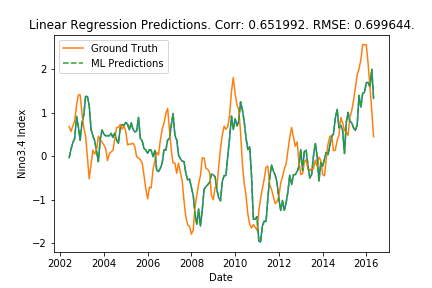 Linear Regression Predictions. Corr: 0.651992. RMSE: 0.699644.
Ground Truth
ML Predictions
Nino3.4 Index
2
1
0
−1
−2
2002 2004 2006 2008 2010 2012 2014 2016
Date